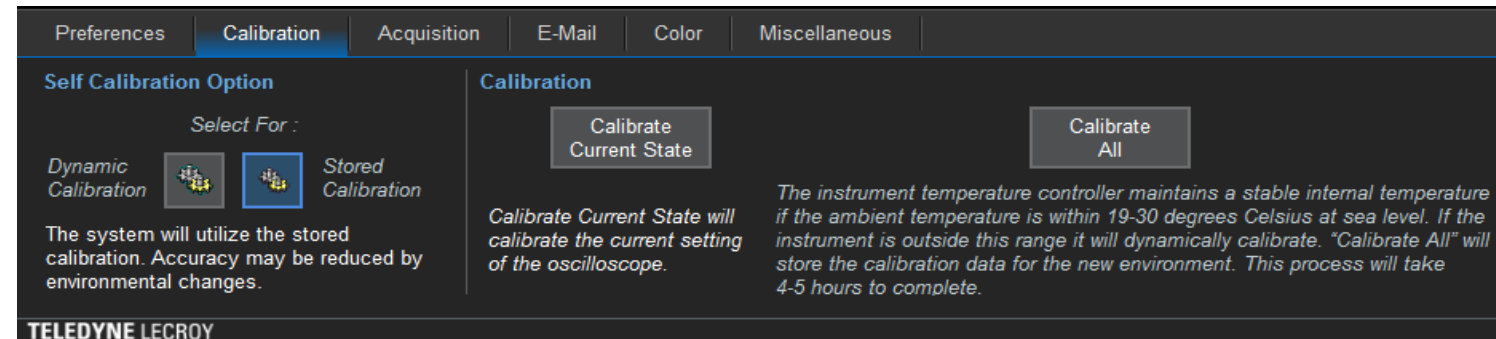 Preferences
Calibration
Acquisition
E-Mail
Color
Miscellaneous
Self Calibration Option
Select For :
Dynamic
Calibration
Stored
Calibration
The system will utilize the stored
calibration. Accuracy may be reduced by
environmental changes.
Calibration
Calibrate
Current State
Calibrate Current State will
calibrate the current setting
of the oscilloscope.
Calibrate
All
The instrument temperature controller maintains a stable internal temperature
if the ambient temperature is within 19-30 degrees Celsius at sea level. If the
instrument is outside this range it will dynamically calibrate. “Calibrate All” will
store the calibration data for the new environment. This process will take
4-5 hours to complete.
TELEDYNE LECROY